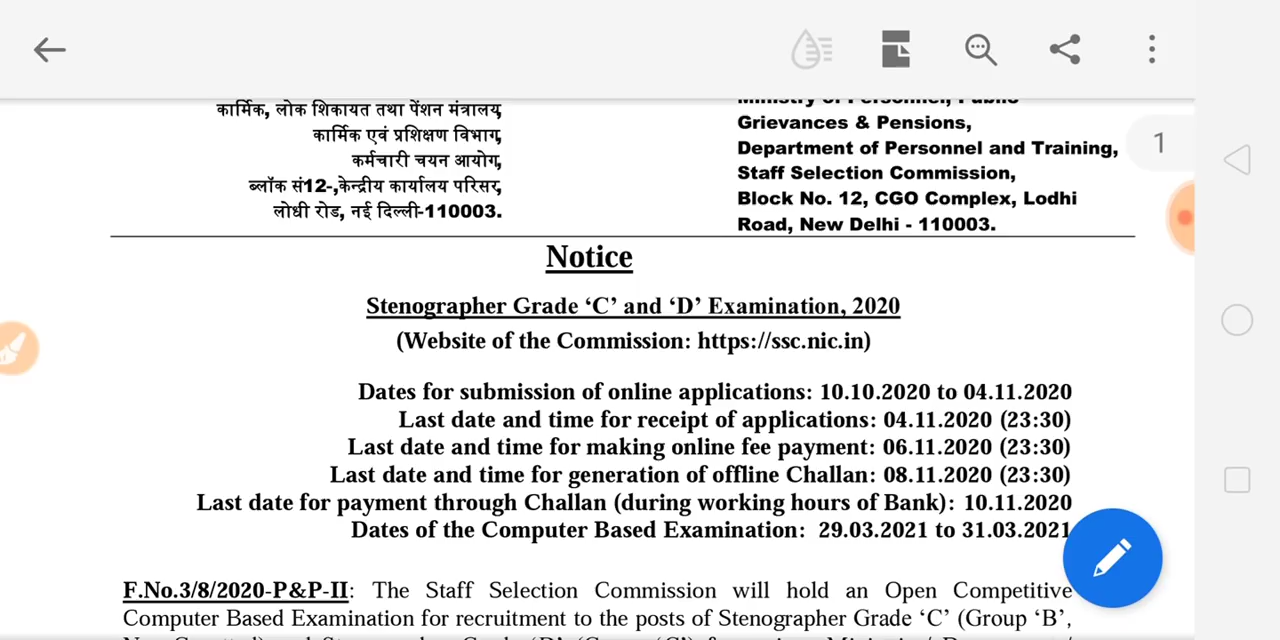 कार्मिक, लोक शिकायत तथा पेंशन मंत्रालय,
कार्मिक एवं प्रशिक्षण विभाग,
कर्मचारी चयन आयोग,
ब्लॉक सं12-,केन्द्रीय कार्यालय परिसर,
लोधी रोड, नई दिल्ली-110003.
Ministry of Personnel, Public
Grievances & Pensions,
Department of Personnel and Training,
Staff Selection Commission,
Block No. 12, CGO Complex, Lodhi
Road, New Delhi - 110003.
1
Notice
Stenographer Grade ‘C’ and ‘D’ Examination, 2020
(Website of the Commission: https://ssc.nic.in)
Dates for submission of online applications: 10.10.2020 to 04.11.2020
Last date and time for receipt of applications: 04.11.2020 (23:30)
Last date and time for making online fee payment: 06.11.2020 (23:30)
Last date and time for generation of offline Challan: 08.11.2020 (23:30)
Last date for payment through Challan (during working hours of Bank): 10.11.2020
Dates of the Computer Based Examination: 29.03.2021 to 31.03.2021
F.No.3/8/2020-P&P-II: The Staff Selection Commission will hold an Open Competitive
Computer Based Examination for recruitment to the posts of Stenographer Grade ‘C’ (Group ‘B’,